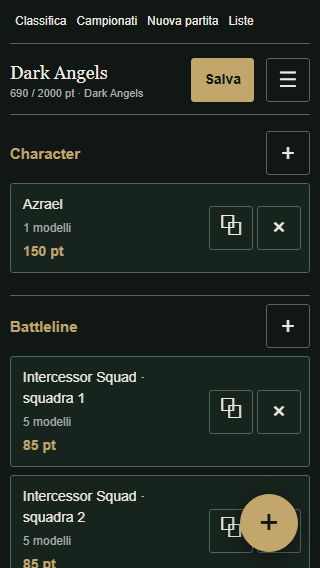 Classifica Campionati Nuova partita Liste
Dark Angels
690 / 2000 pt · Dark Angels
Salva
Character
+
Azrael
1 modelli
150 pt
×
Battleline
+
Intercessor Squad ·
squadra 1
5 modelli
85 pt
×
Intercessor Squad ·
squadra 2
5 modelli
85 pt
+